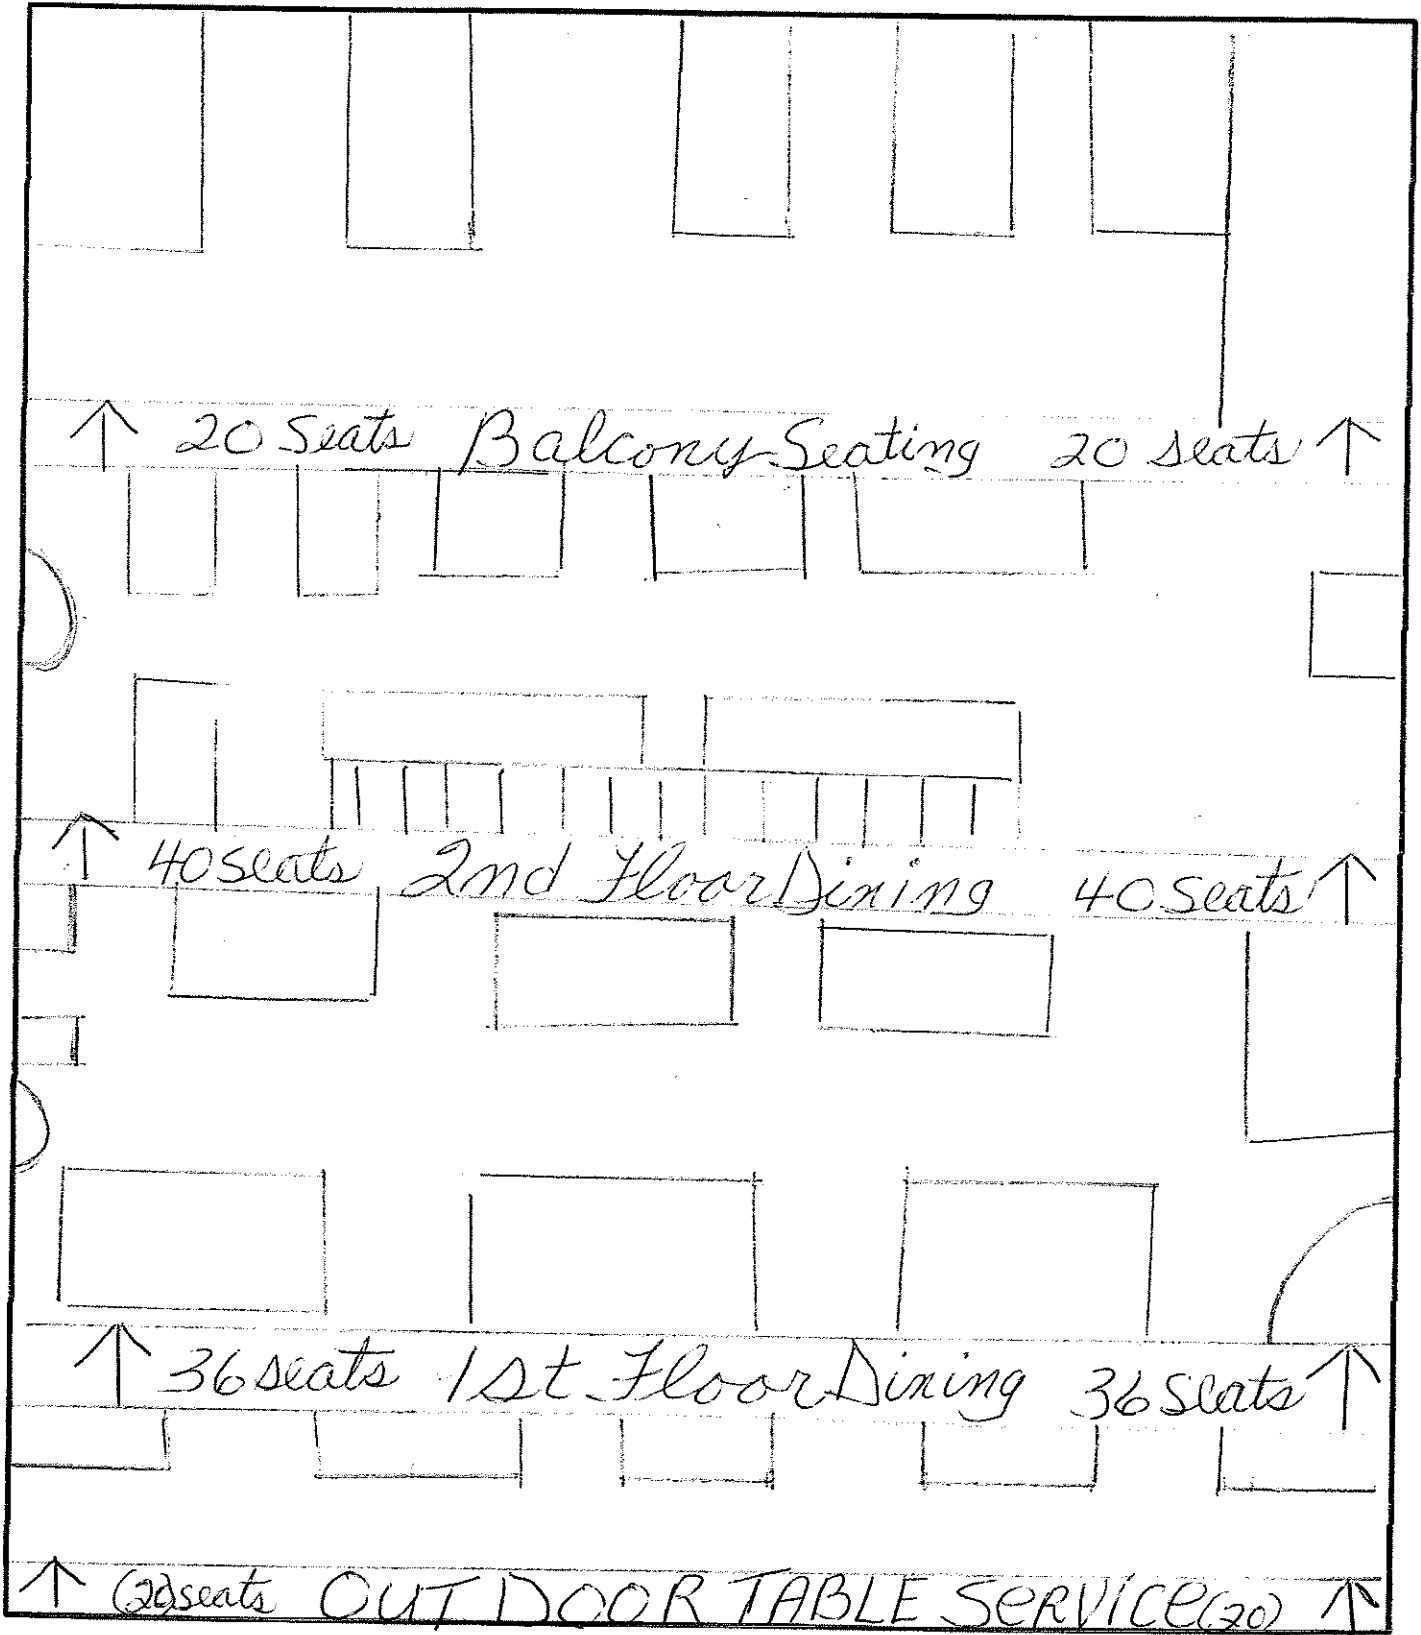 20 Seats Balcony Seating 20 seats
40 Seats 2nd Floor Dining 40 Seats
36 seats 1st Floor Dining 36 Seats
(20) seats OUTDOOR TABLE SERVICE (20)